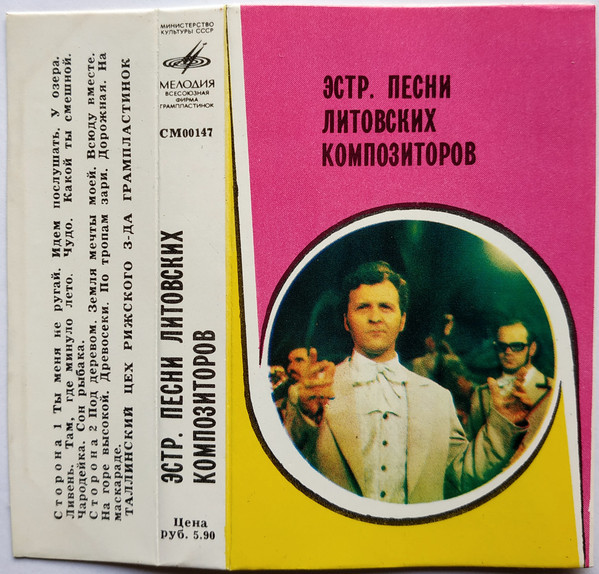 Сторона 1 Ты меня не ругай. Идем послушать. У озера.
Ливень. Там, где минуло лето. Чудо. Какой ты смешной.
Чародейка. Сон рыбака.
Сторона 2 Под деревом. Земля мечты моей. Всюду вместе.
На горе высокой. Древосеки. По тропам зари. Дорожная. На
маскараде.
ТАЛЛИНСКИЙ ЦЕХ РИЖСКОГО З-ДА ГРАМПЛАСТИНОК
МИНИСТЕРСТВО
КУЛЬТУРЫ СССР
МЕЛОДИЯ
ВСЕСОЮЗНАЯ
ФИРМА
ГРАМПЛАСТИНОК
СМ00147
ЭСТР. ПЕСНИ ЛИТОВСКИХ
КОМПОЗИТОРОВ
Цена
руб. 5.90
ЭСТР. ПЕСНИ
ЛИТОВСКИХ
КОМПОЗИТОРОВ